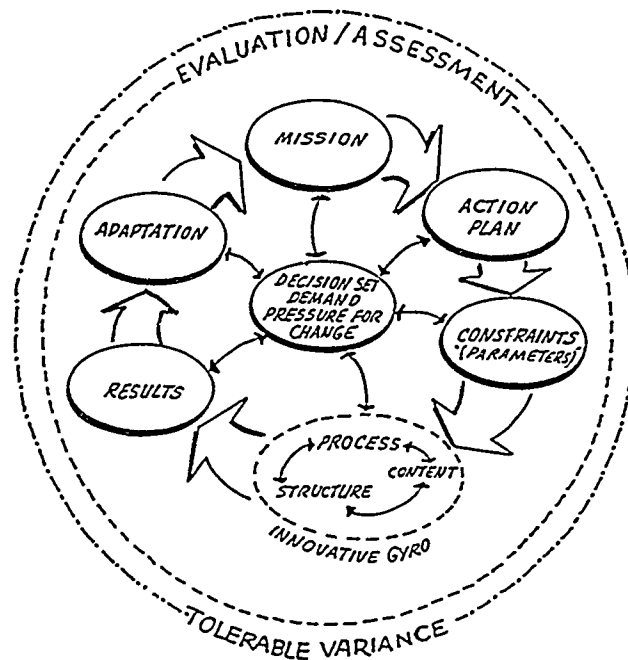 EVALUATION/ASSESSMENT
MISSION
ACTION
PLAN
ADAPTATION
DECISION SET
DEMAND
PRESSURE FOR
CHANGE
CONSTRAINTS
"(PARAMETERS)"
RESULTS
PROCESS
CONTENT
STRUCTURE
INNOVATIVE GYRO
TOLERABLE VARIANCE